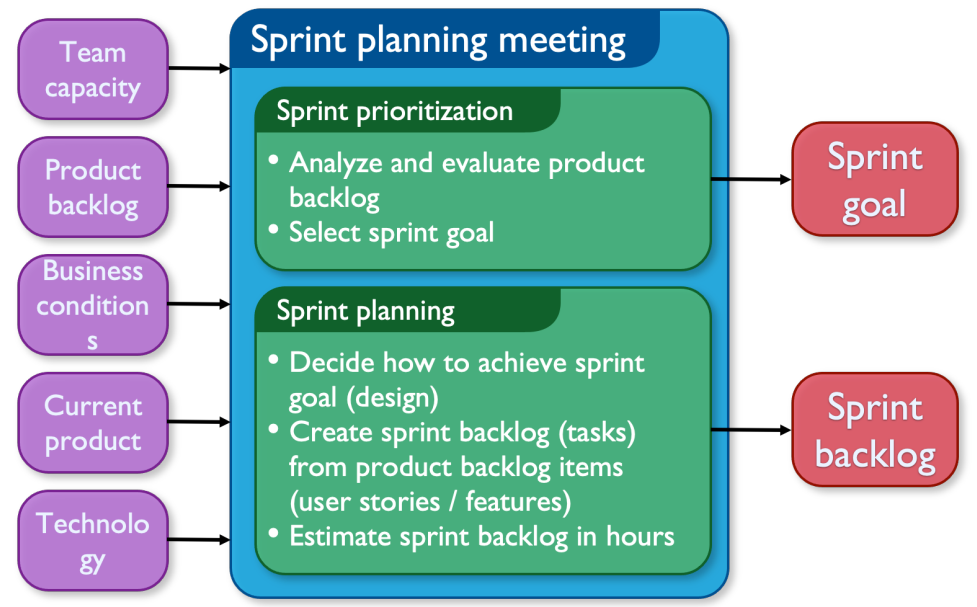 Team
capacity
Product
backlog
Business
condition
s
Current
product
Technolo
gy
Sprint planning meeting
Sprint prioritization
• Analyze and evaluate product
backlog
• Select sprint goal
Sprint planning
• Decide how to achieve sprint
goal (design)
• Create sprint backlog (tasks)
from product backlog items
(user stories / features)
• Estimate sprint backlog in hours
Sprint
goal
Sprint
backlog